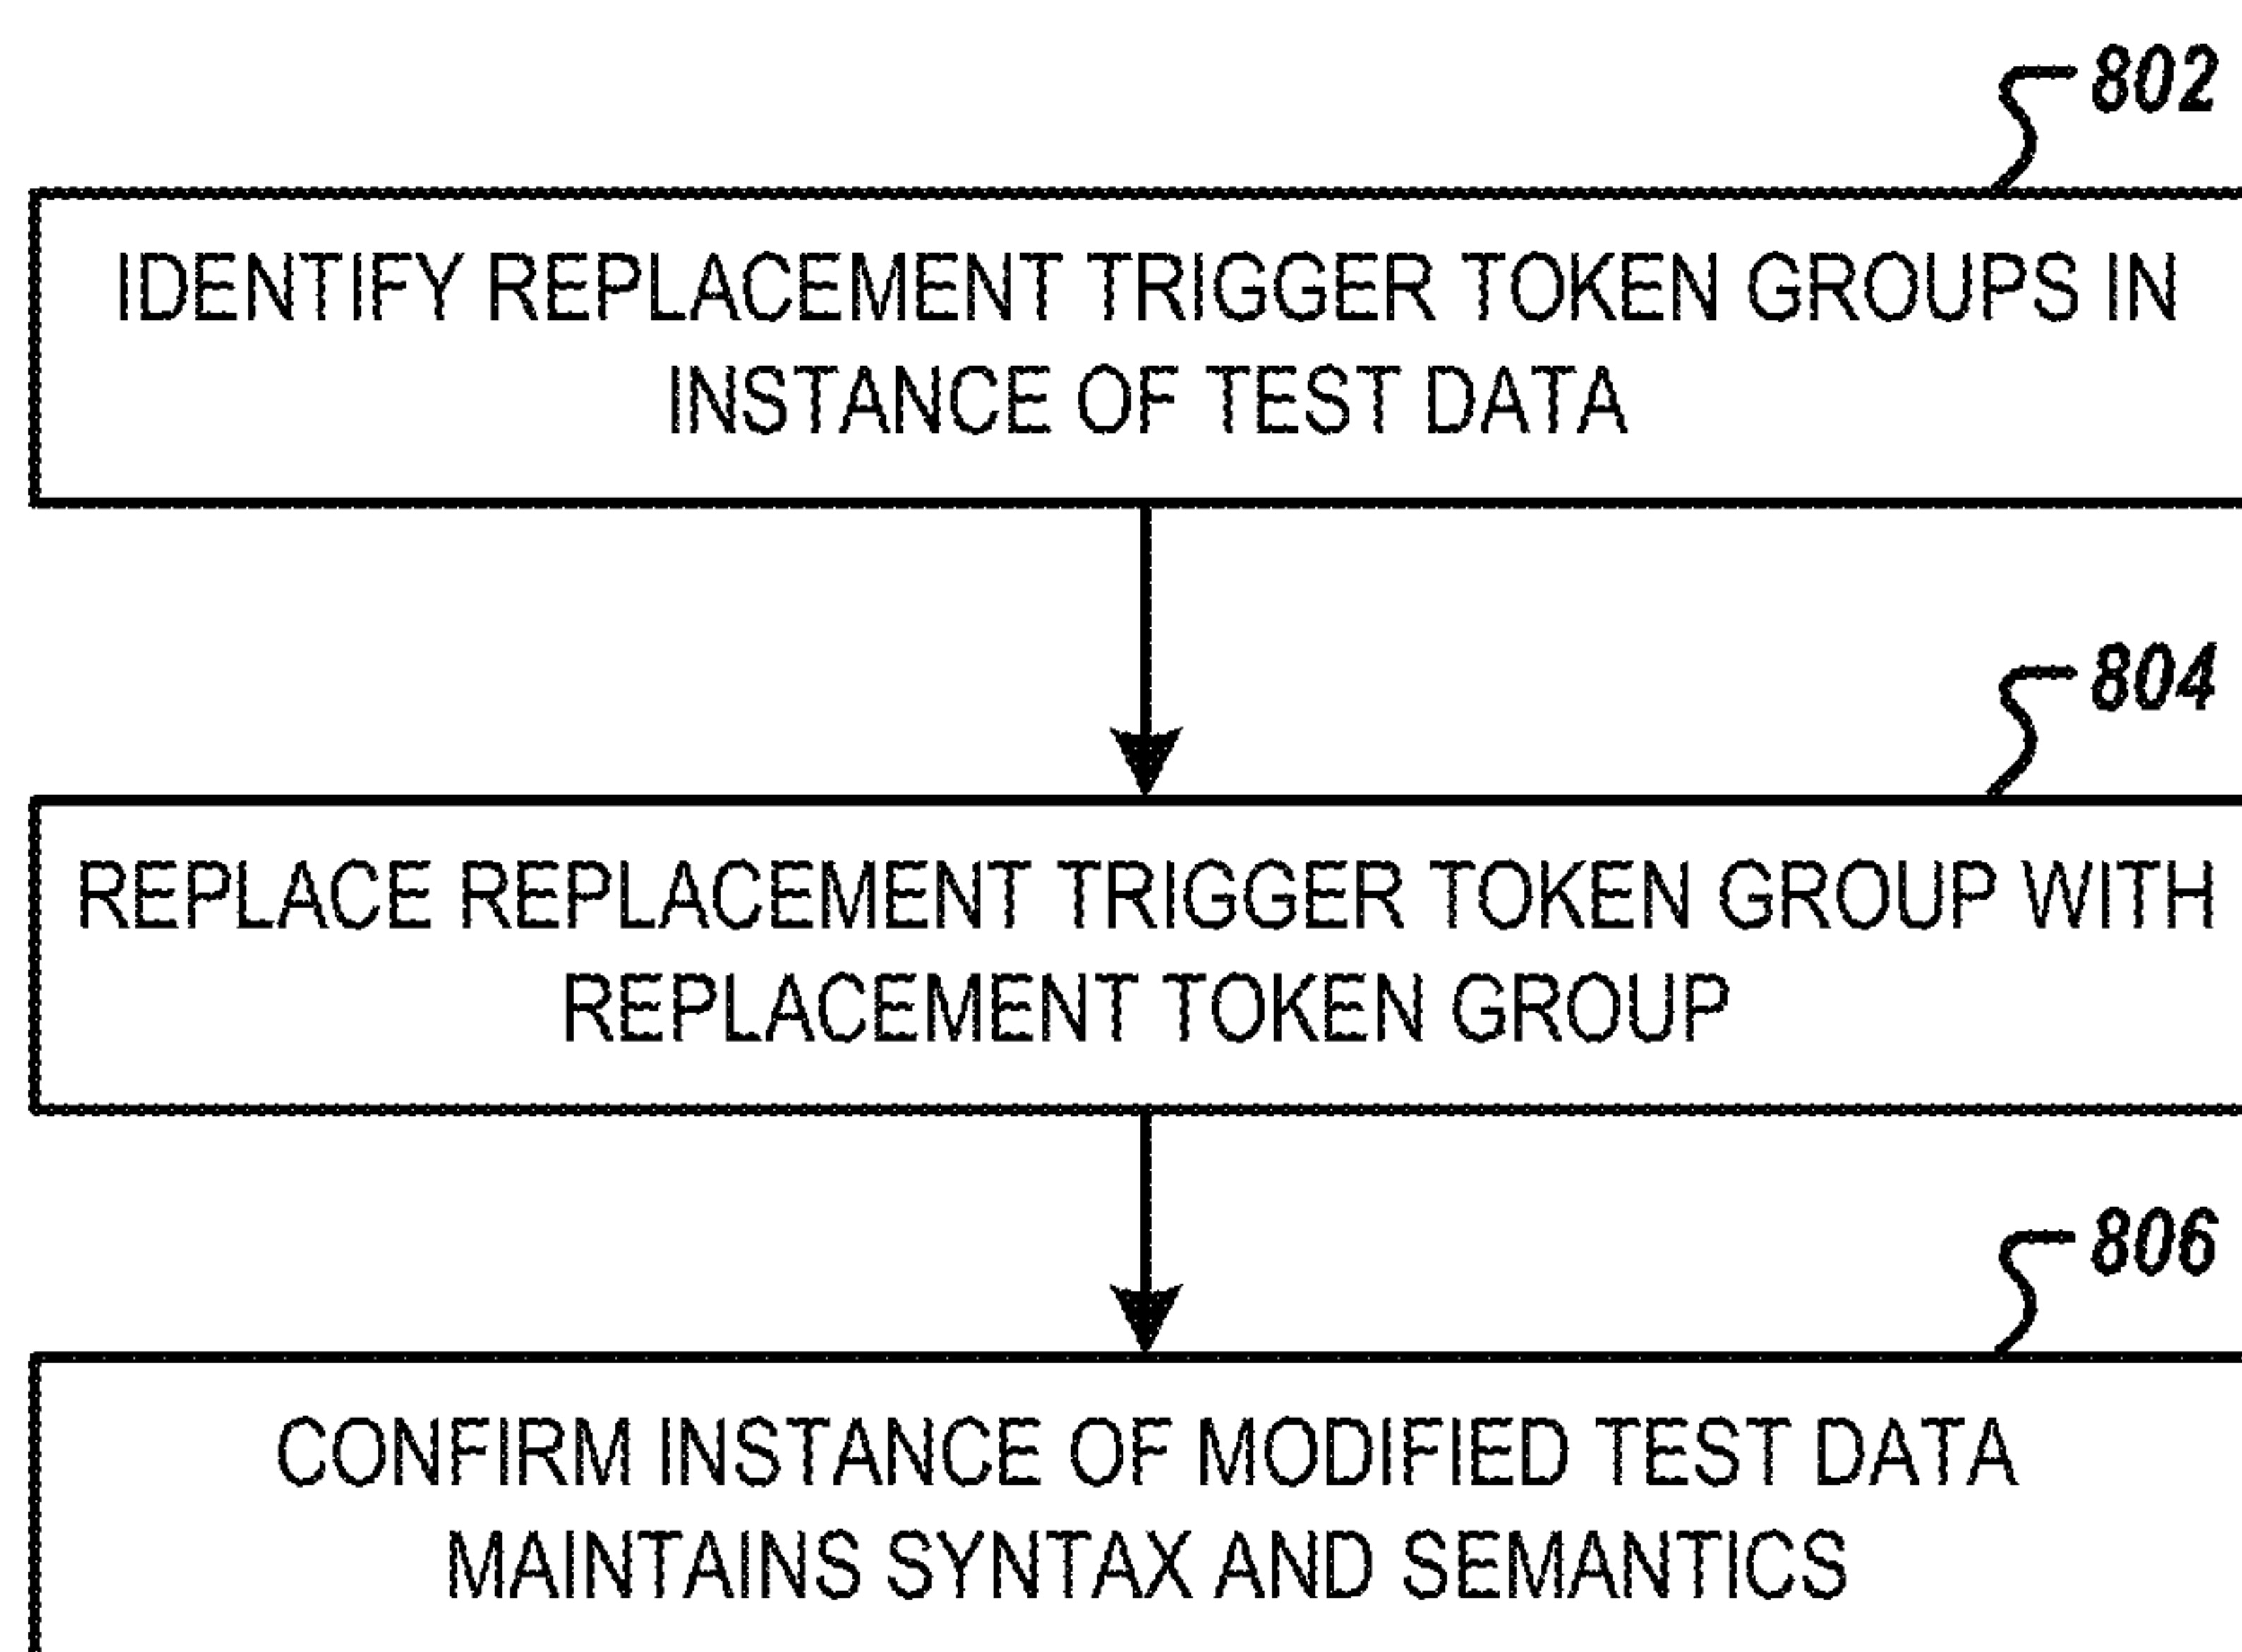 802
IDENTIFY REPLACEMENT TRIGGER TOKEN GROUPS IN
INSTANCE OF TEST DATA
804
REPLACE REPLACEMENT TRIGGER TOKEN GROUP WITH
REPLACEMENT TOKEN GROUP
806
CONFIRM INSTANCE OF MODIFIED TEST DATA
MAINTAINS SYNTAX AND SEMANTICS